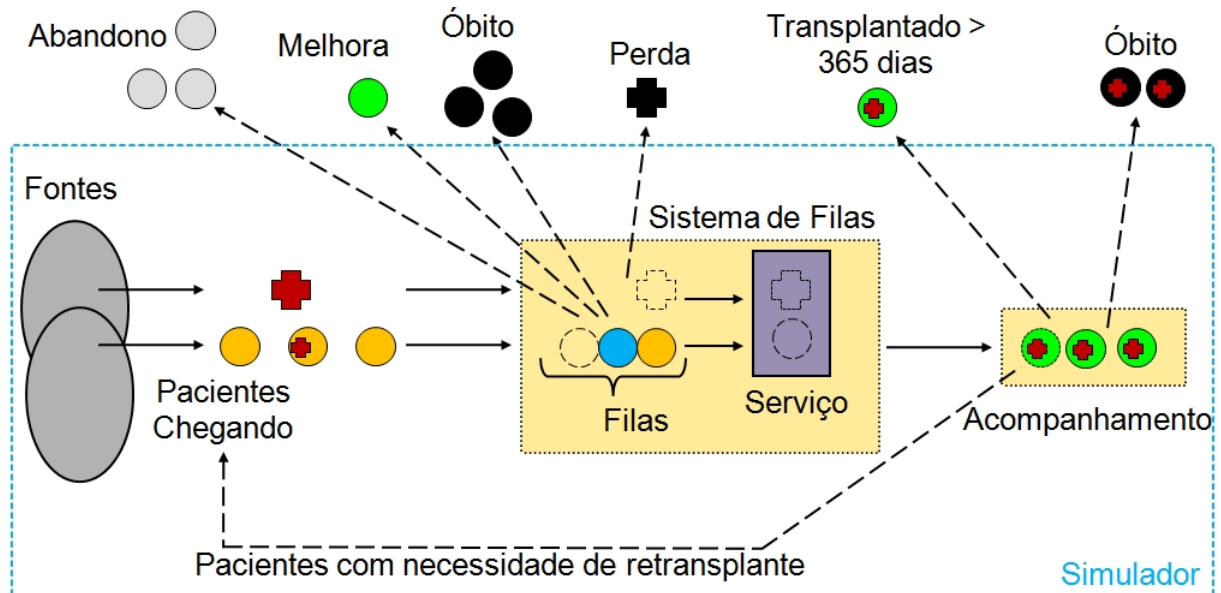 Abandono
Melhora
Óbito
Perda
Transplantado >
365 dias
Óbito
Fontes
Sistema de Filas
Pacientes
Chegando
Filas
Serviço
Acompanhamento
Pacientes com necessidade de retransplante
Simulador